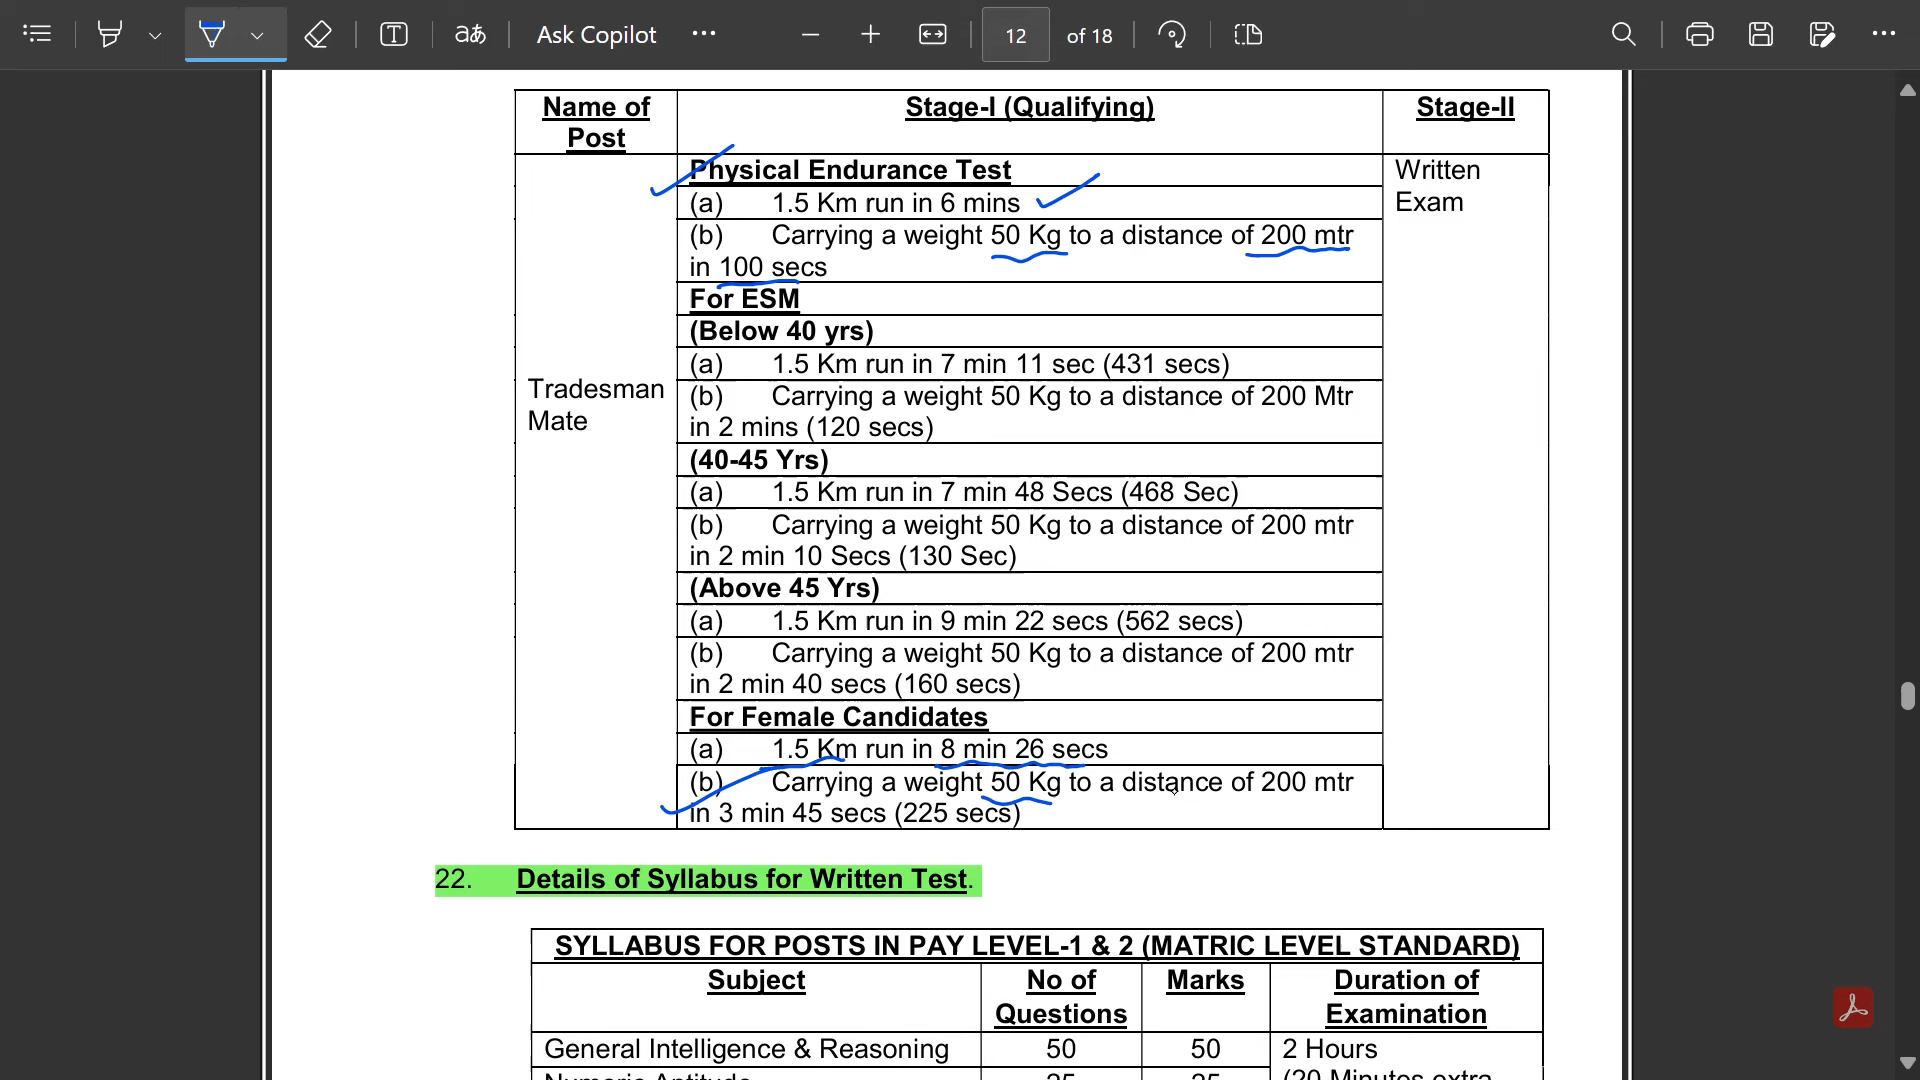 Ask Copilot
12 of 18
Name of Post
Stage-I (Qualifying)
Stage-II
Tradesman Mate
Physical Endurance Test
(a) 1.5 Km run in 6 mins
(b) Carrying a weight 50 Kg to a distance of 200 mtr
in 100 secs
For ESM
(Below 40 yrs)
(a) 1.5 Km run in 7 min 11 sec (431 secs)
(b) Carrying a weight 50 Kg to a distance of 200 Mtr
in 2 mins (120 secs)
(40-45 Yrs)
(a) 1.5 Km run in 7 min 48 Secs (468 Sec)
(b) Carrying a weight 50 Kg to a distance of 200 mtr
in 2 min 10 Secs (130 Sec)
(Above 45 Yrs)
(a) 1.5 Km run in 9 min 22 secs (562 secs)
(b) Carrying a weight 50 Kg to a distance of 200 mtr
in 2 min 40 secs (160 secs)
For Female Candidates
(a) 1.5 Km run in 8 min 26 secs
(b) Carrying a weight 50 Kg to a distance of 200 mtr
in 3 min 45 secs (225 secs)
Written
Exam
22. Details of Syllabus for Written Test.
SYLLABUS FOR POSTS IN PAY LEVEL-1 & 2 (MATRIC LEVEL STANDARD)
Subject
No of
Questions
Marks
Duration of
Examination
General Intelligence & Reasoning 50 50 2 Hours
Numeric Aptitude 25 25 (20 Minutes extra